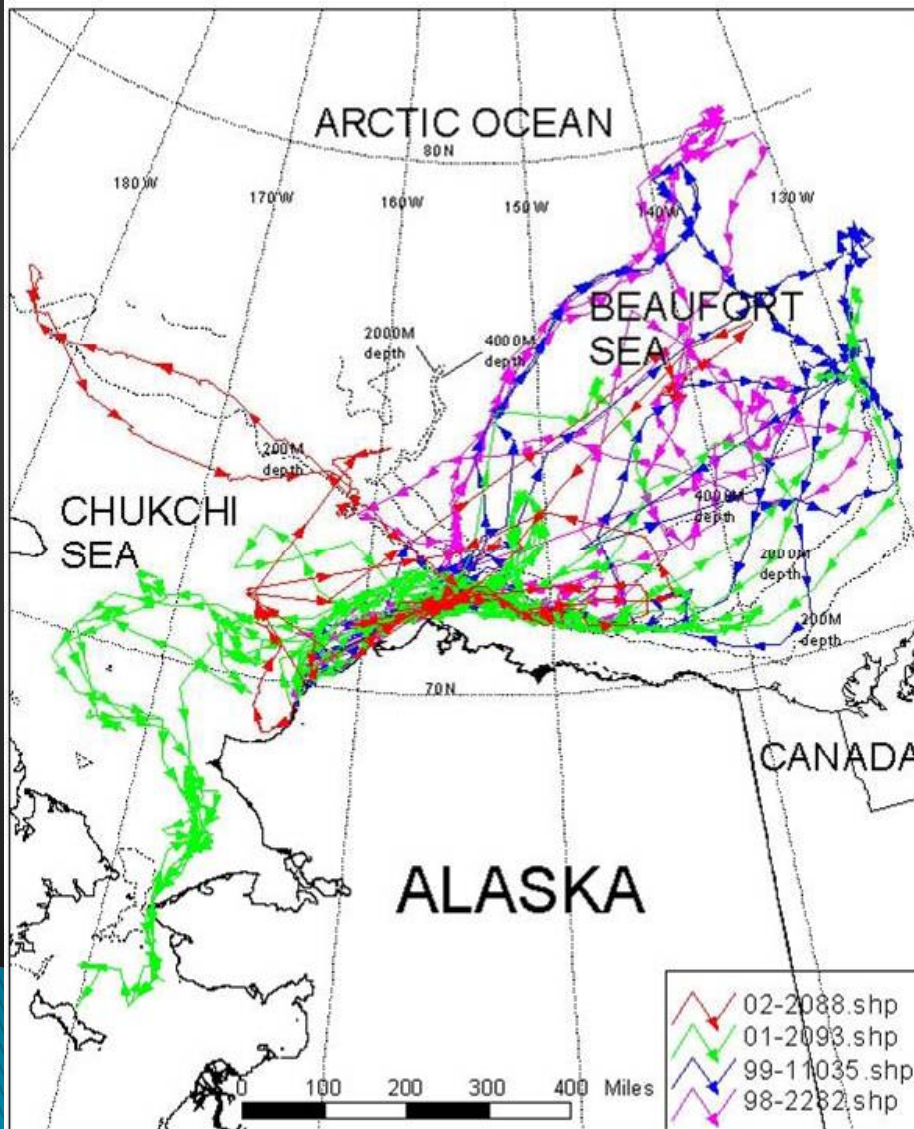 ARCTIC OCEAN
80N
180W
170W
160W
150W
140W
130W
BEAUFORT
SEA
2000M
depth
4000M
depth
200M
depth
CHUKCHI
SEA
4000M
depth
2000M
depth
200M
depth
70N
CANADA
ALASKA
02-2088.shp
01-2093.shp
99-11035.shp
98-2282.shp
0 100 200 300 400 Miles